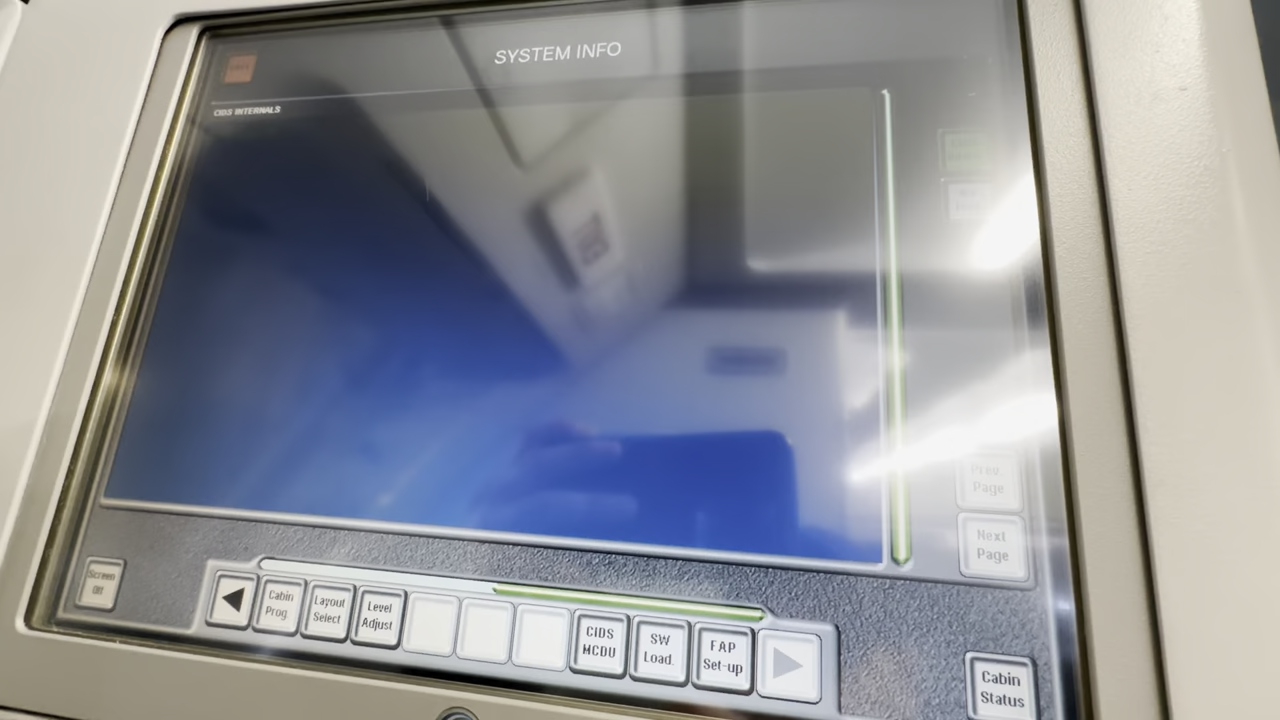 SYSTEM INFO
CIDS INTERNALS
Prev.
Page
Next
Page
Screen
Off
Cabin
Prog.
Layout
Select
Level
Adjust
CIDS
MCDU
SW
Load.
FAP
Set-up
Cabin
Status